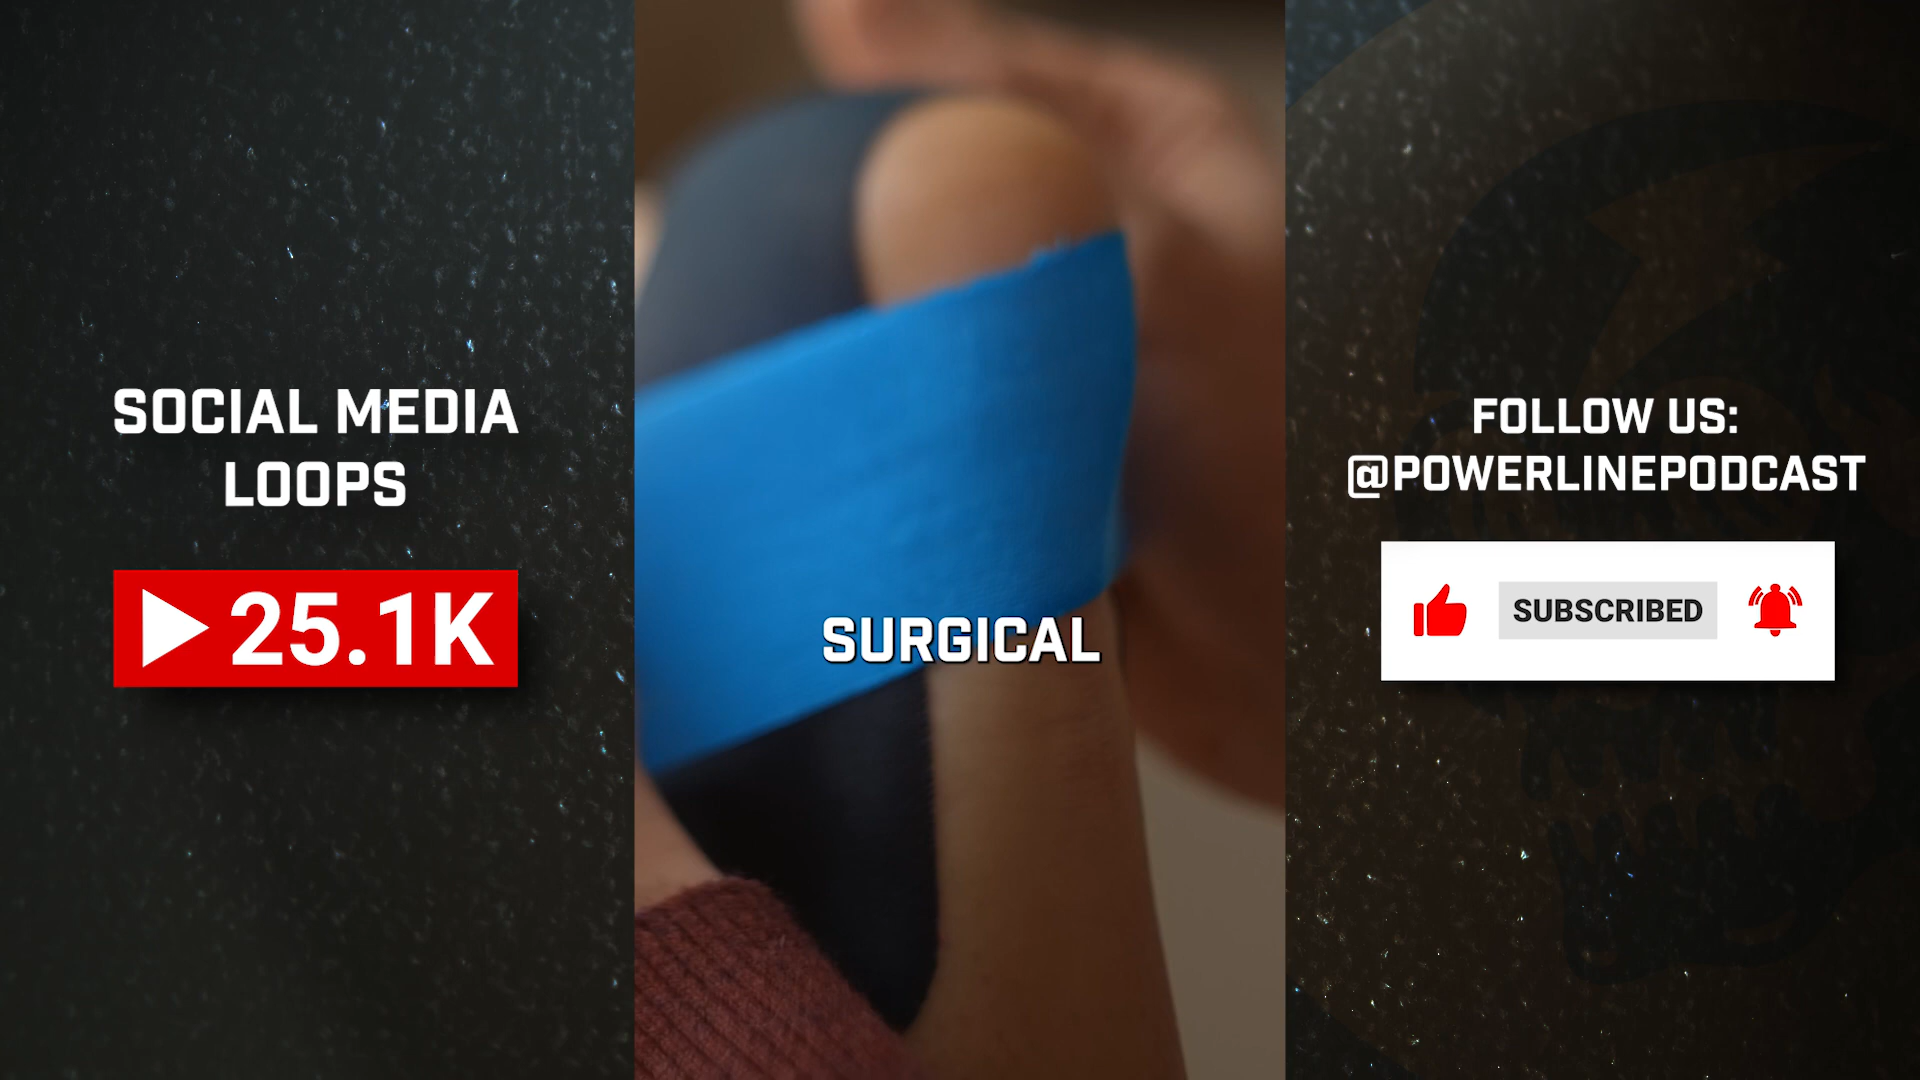 SOCIAL MEDIA
LOOPS
25.1K
SURGICAL
FOLLOW US:
@POWERLINEPODCAST
SUBSCRIBED